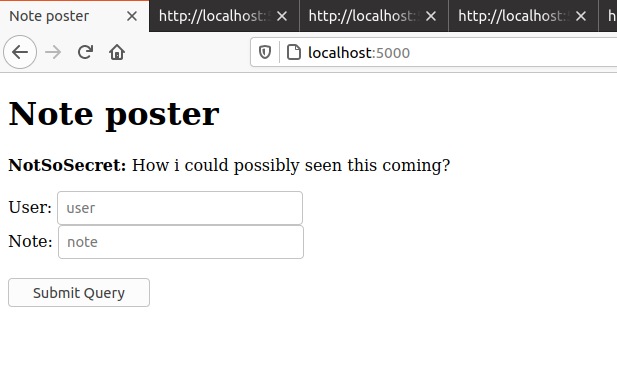 Note poster
http://localhost:
http://localhost:
http://localhost:
h
localhost:5000
Note poster
NotSoSecret: How i could possibly seen this coming?
User: user
Note: note
Submit Query